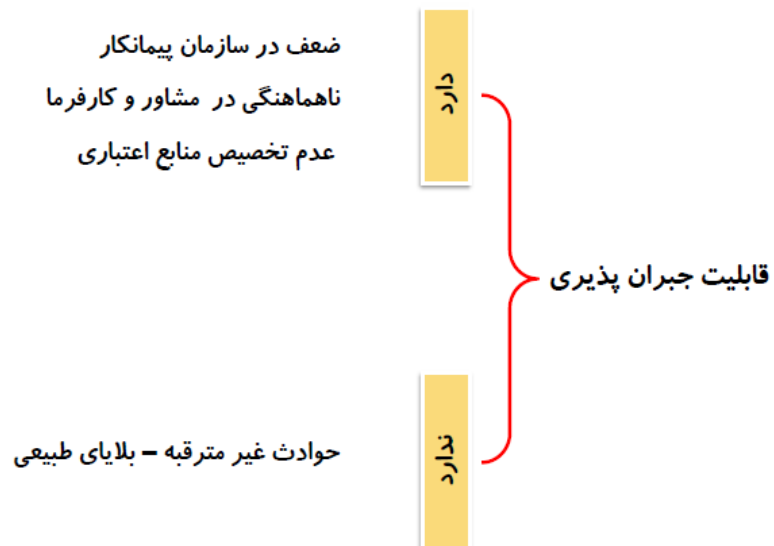 قابلیت جبران پذیری
دارد
ضعف در سازمان پیمانکار
ناهماهنگی در مشاور و کارفرما
عدم تخصیص منابع اعتباری
ندارد
حوادث غیر مترقبه – بلایای طبیعی